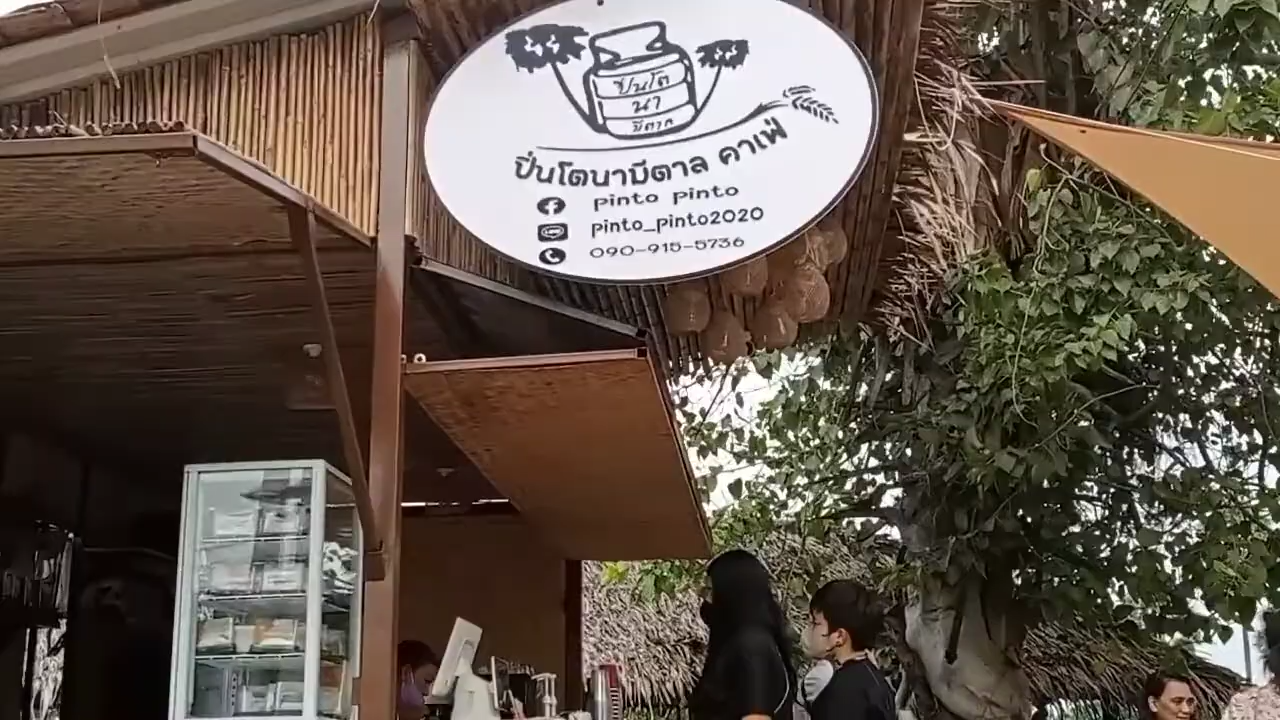 ปิ่นโต
นา
มีตาล
ปิ่นโตนามีตาล คาเฟ่
pinto pinto
LINE
pinto_pinto2020
090-915-5736